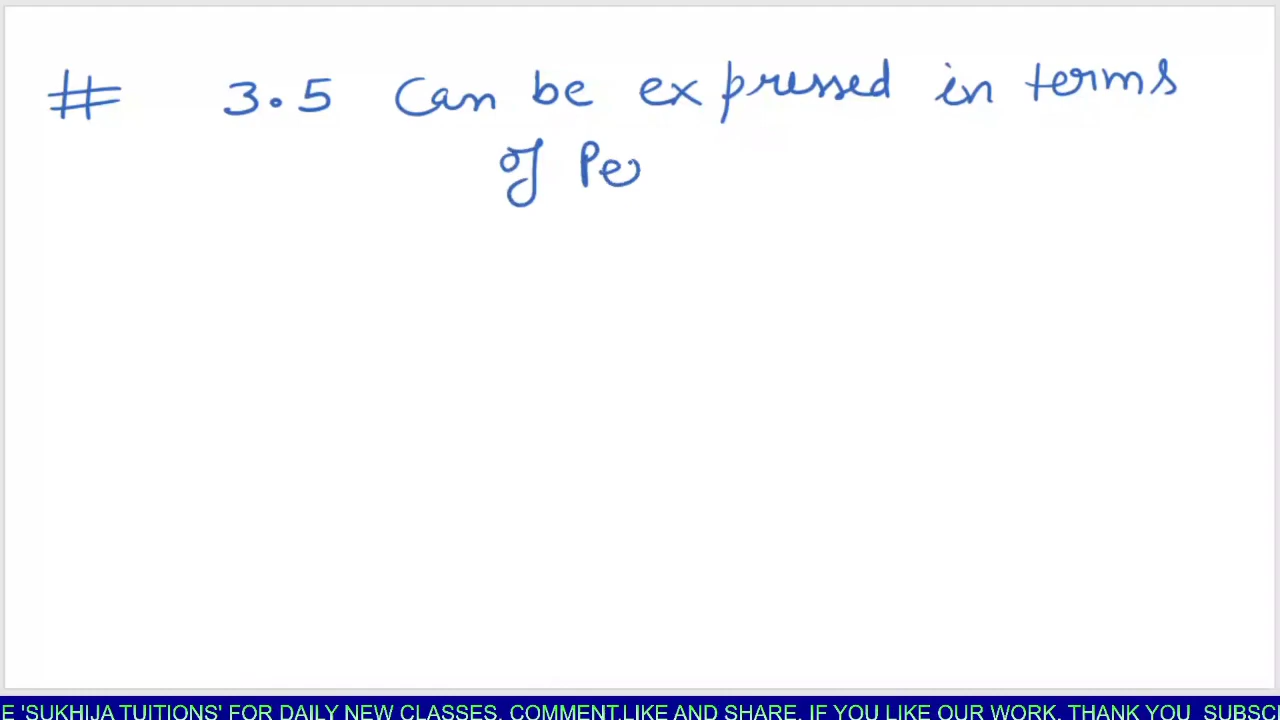 # 3.5 Can be expressed in terms
of Pe
E 'SUKHIJA TUITIONS' FOR DAILY NEW CLASSES. COMMENT,LIKE AND SHARE, IF YOU LIKE OUR WORK. THANK YOU SUBSC